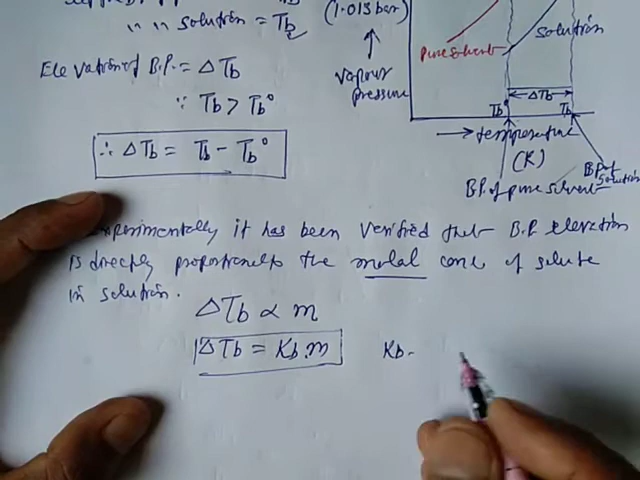 " " solution = Tb
Elevation of B.P. = ΔTb
∵ Tb > Tb°
∴ ΔTb = Tb - Tb°
(1.013 bar)
vapour
pressure
pure solvent
solution
ΔTb
Tb° Tb
temperature
(K)
B.P. of pure solvent
B.P. of
solution
Experimentally it has been verified that B.P. elevation
is directly proportional to the molal conc of solute
in solution.
ΔTb ∝ m
ΔTb = Kb.m
Kb-